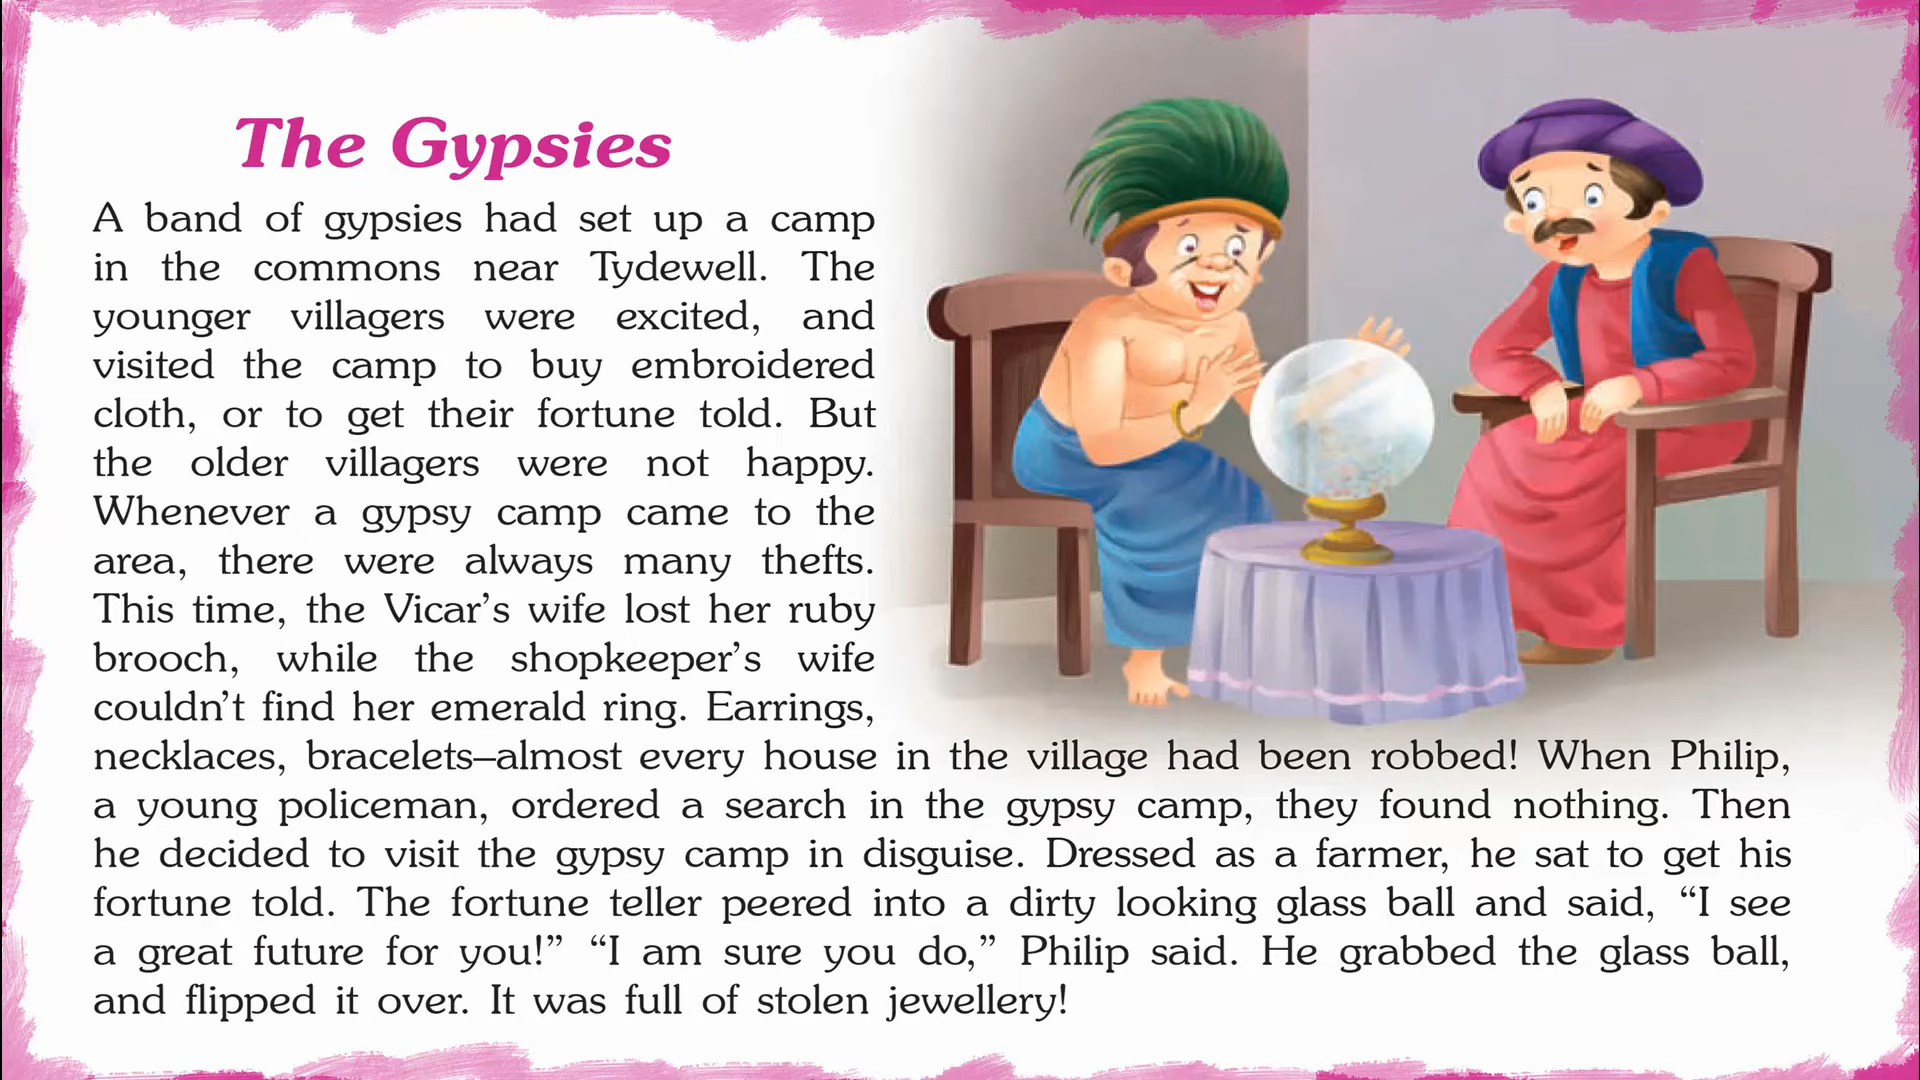 The Gypsies
A band of gypsies had set up a camp
in the commons near Tydewell. The
younger villagers were excited, and
visited the camp to buy embroidered
cloth, or to get their fortune told. But
the older villagers were not happy.
Whenever a gypsy camp came to the
area, there were always many thefts.
This time, the Vicar’s wife lost her ruby
brooch, while the shopkeeper’s wife
couldn’t find her emerald ring. Earrings,
necklaces, bracelets–almost every house in the village had been robbed! When Philip,
a young policeman, ordered a search in the gypsy camp, they found nothing. Then
he decided to visit the gypsy camp in disguise. Dressed as a farmer, he sat to get his
fortune told. The fortune teller peered into a dirty looking glass ball and said, “I see
a great future for you!” “I am sure you do,” Philip said. He grabbed the glass ball,
and flipped it over. It was full of stolen jewellery!